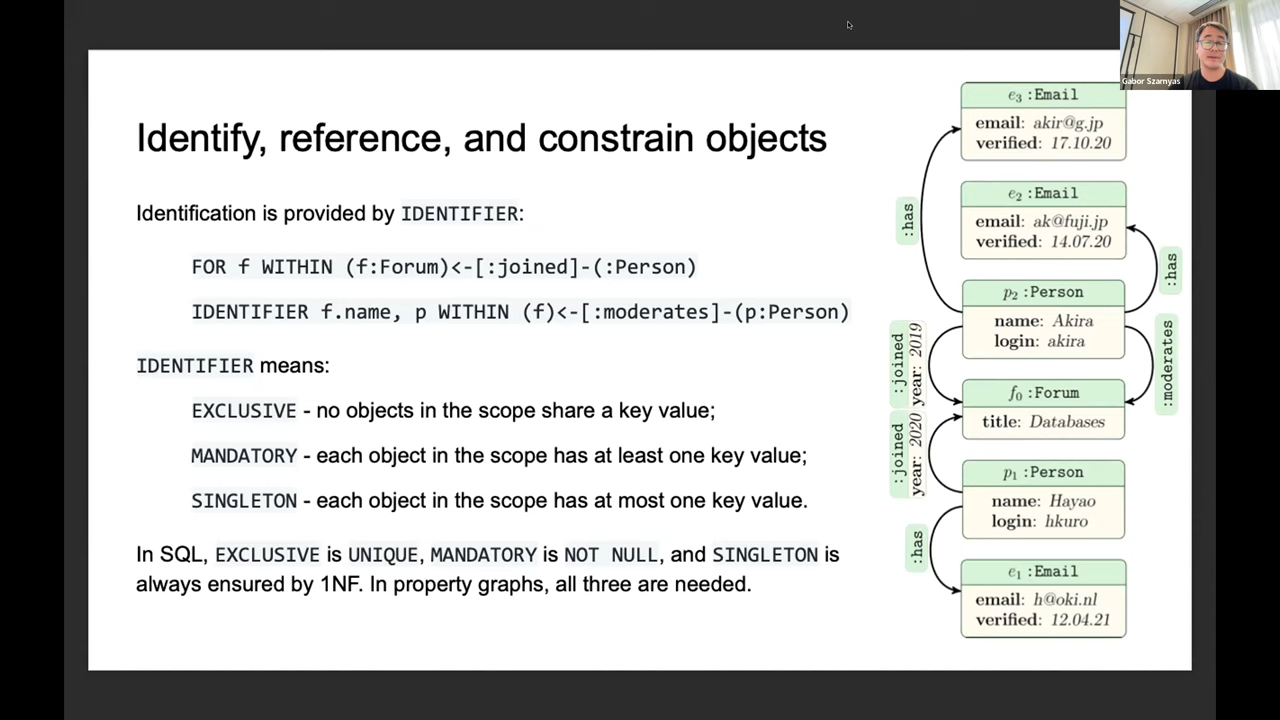 Gabor Szarnyas
Identify, reference, and constrain objects
Identification is provided by IDENTIFIER:
FOR f WITHIN (f:Forum)<-[:joined]-(:Person)
IDENTIFIER f.name, p WITHIN (f)<-[:moderates]-(p:Person)
IDENTIFIER means:
EXCLUSIVE - no objects in the scope share a key value;
MANDATORY - each object in the scope has at least one key value;
SINGLETON - each object in the scope has at most one key value.
In SQL, EXCLUSIVE is UNIQUE, MANDATORY is NOT NULL, and SINGLETON is
always ensured by 1NF. In property graphs, all three are needed.
e3 :Email
email: akir@g.jp
verified: 17.10.20
e2 :Email
email: ak@fuji.jp
verified: 14.07.20
:has
:has
p2 :Person
name: Akira
login: akira
:joined
year: 2019
:moderates
f0 :Forum
title: Databases
:joined
year: 2020
p1 :Person
name: Hayao
login: hkuro
:has
e1 :Email
email: h@oki.nl
verified: 12.04.21